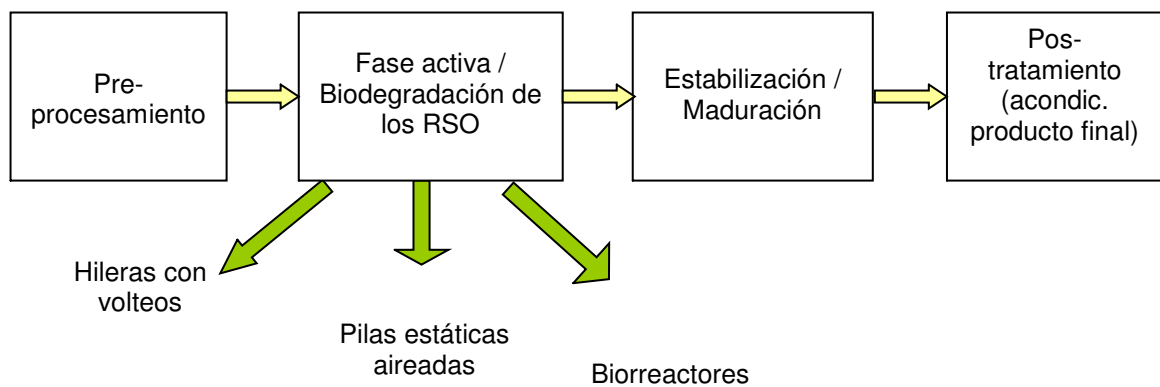 Pre-
procesamiento
Fase activa /
Biodegradación de
los RSO
Estabilización /
Maduración
Pos-
tratamiento
(acondic.
producto final)
Hileras con
volteos
Pilas estáticas
aireadas
Biorreactores